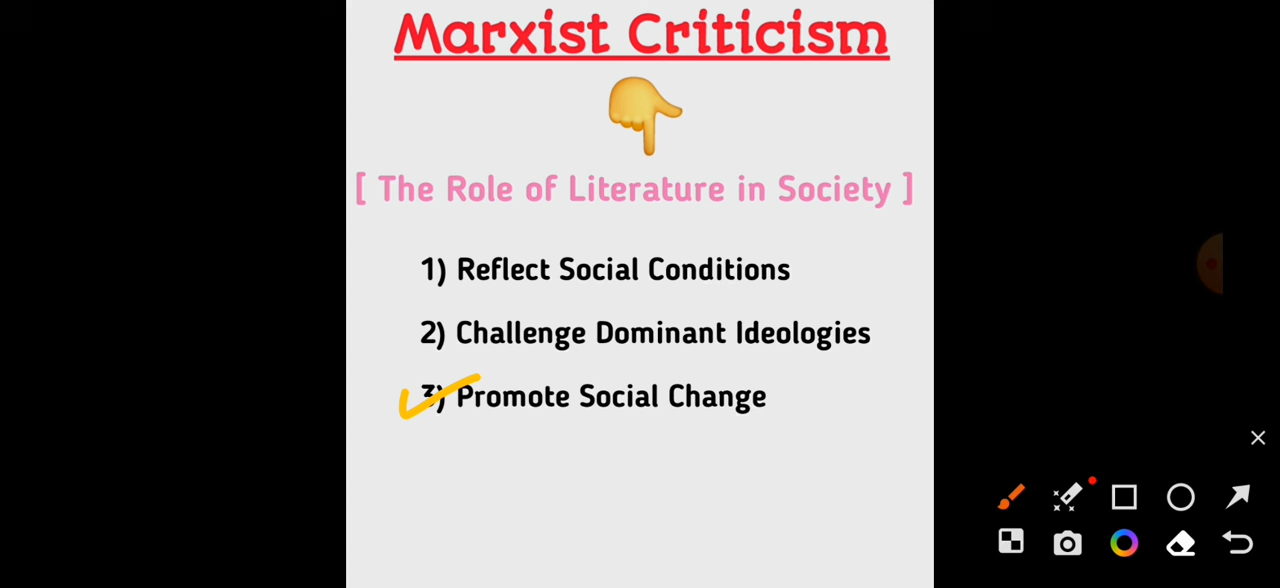 Marxist Criticism
[ The Role of Literature in Society ]
1) Reflect Social Conditions
2) Challenge Dominant Ideologies
3) Promote Social Change